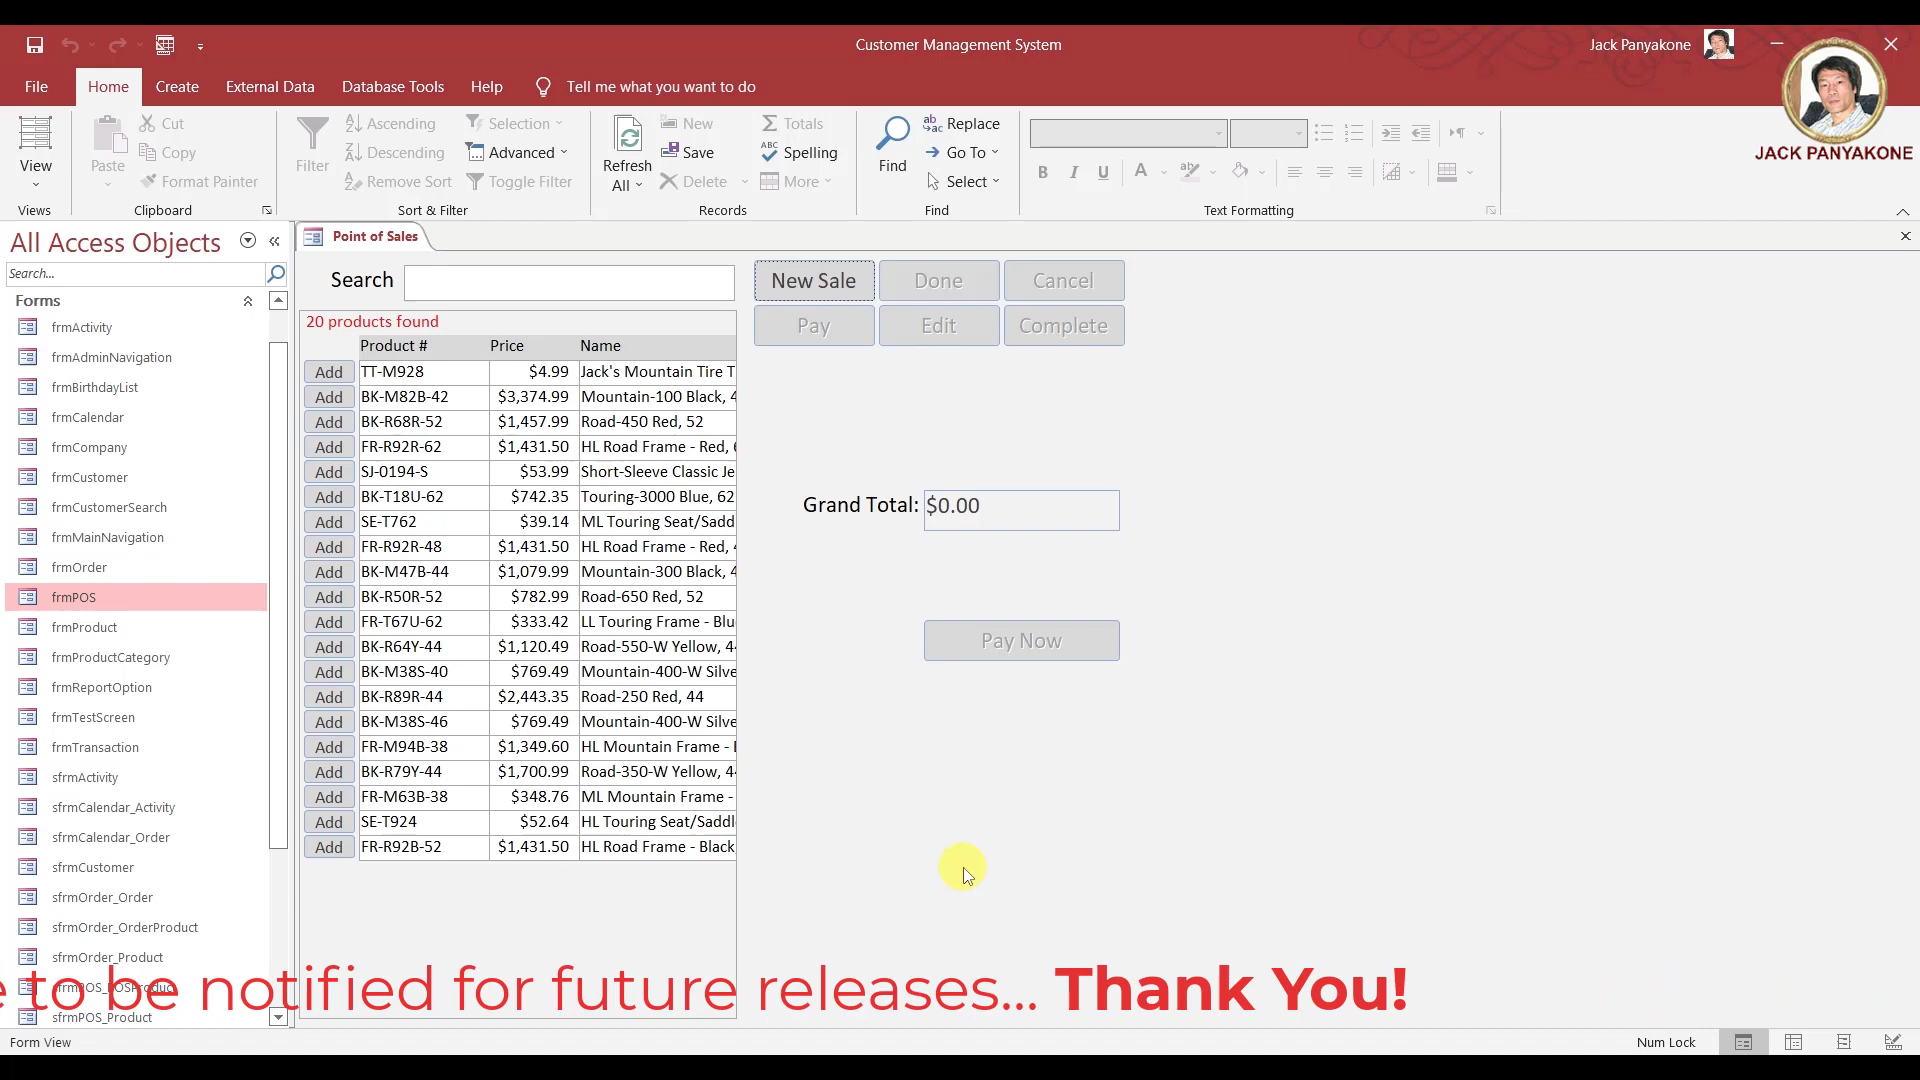 Customer Management System
Jack Panyakone
File Home Create External Data Database Tools Help Tell me what you want to do
JACK PANYAKONE
View
Views
Paste
Cut
Copy
Format Painter
Clipboard
Filter
Ascending
Descending
Remove Sort
Selection
Advanced
Toggle Filter
Sort & Filter
Refresh All
New
Save
Delete
Totals
Spelling
More
Records
Find
Replace
Go To
Select
Find
B I U A
Text Formatting
All Access Objects
Search...
Forms
frmActivity
frmAdminNavigation
frmBirthdayList
frmCalendar
frmCompany
frmCustomer
frmCustomerSearch
frmMainNavigation
frmOrder
frmPOS
frmProduct
frmProductCategory
frmReportOption
frmTestScreen
frmTransaction
sfrmActivity
sfrmCalendar_Activity
sfrmCalendar_Order
sfrmCustomer
sfrmOrder_Order
sfrmOrder_OrderProduct
sfrmOrder_Product
sfrmPOS_POSProduct
sfrmPOS_Product
Point of Sales
Search
20 products found
Product # Price Name
Add TT-M928 $4.99 Jack's Mountain Tire T
Add BK-M82B-42 $3,374.99 Mountain-100 Black, 4
Add BK-R68R-52 $1,457.99 Road-450 Red, 52
Add FR-R92R-62 $1,431.50 HL Road Frame - Red, 6
Add SJ-0194-S $53.99 Short-Sleeve Classic Je
Add BK-T18U-62 $742.35 Touring-3000 Blue, 62
Add SE-T762 $39.14 ML Touring Seat/Sadd
Add FR-R92R-48 $1,431.50 HL Road Frame - Red, 4
Add BK-M47B-44 $1,079.99 Mountain-300 Black, 4
Add BK-R50R-52 $782.99 Road-650 Red, 52
Add FR-T67U-62 $333.42 LL Touring Frame - Blu
Add BK-R64Y-44 $1,120.49 Road-550-W Yellow, 44
Add BK-M38S-40 $769.49 Mountain-400-W Silve
Add BK-R89R-44 $2,443.35 Road-250 Red, 44
Add BK-M38S-46 $769.49 Mountain-400-W Silve
Add FR-M94B-38 $1,349.60 HL Mountain Frame -
Add BK-R79Y-44 $1,700.99 Road-350-W Yellow, 44
Add FR-M63B-38 $348.76 ML Mountain Frame -
Add SE-T924 $52.64 HL Touring Seat/Saddl
Add FR-R92B-52 $1,431.50 HL Road Frame - Black
New Sale Done Cancel
Pay Edit Complete
Grand Total: $0.00
Pay Now
e to be notified for future releases... Thank You!
Form View
Num Lock